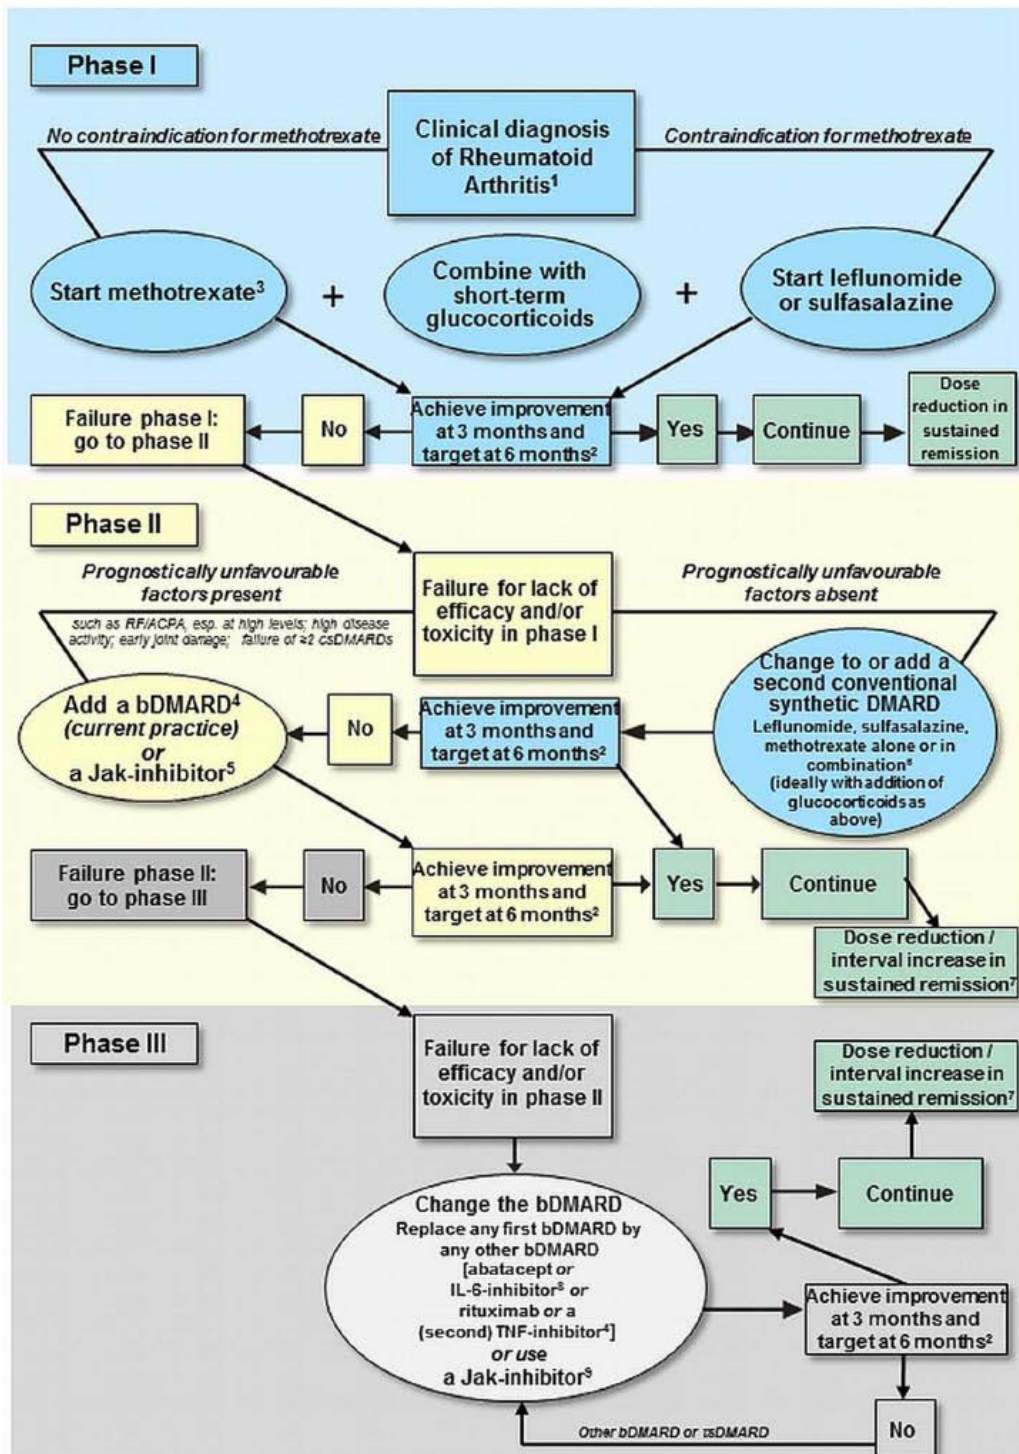 Phase I
No contraindication for methotrexate
Clinical diagnosis
of Rheumatoid
Arthritis¹
Contraindication for methotrexate
Start methotrexate³
+
Combine with
short-term
glucocorticoids
+
Start leflunomide
or sulfasalazine
Failure phase I:
go to phase II
No
Achieve improvement
at 3 months and
target at 6 months²
Yes
Continue
Dose
reduction in
sustained
remission
Phase II
Prognostically unfavourable
factors present
such as RF/ACPA, esp. at high levels; high disease
activity; early joint damage; failure of ≥2 csDMARDs
Failure for lack of
efficacy and/or
toxicity in phase I
Prognostically unfavourable
factors absent
Add a bDMARD⁴
(current practice)
or
a Jak-inhibitor⁵
No
Achieve improvement
at 3 months and
target at 6 months²
Change to or add a
second conventional
synthetic DMARD
Leflunomide, sulfasalazine,
methotrexate alone or in
combination⁶
(ideally with addition of
glucocorticoids as
above)
Failure phase II:
go to phase III
No
Achieve improvement
at 3 months and
target at 6 months²
Yes
Continue
Dose reduction /
interval increase in
sustained remission⁷
Phase III
Failure for lack of
efficacy and/or
toxicity in phase II
Dose reduction /
interval increase in
sustained remission⁷
Yes
Continue
Change the bDMARD
Replace any first bDMARD by
any other bDMARD
[abatacept or
IL-6-inhibitor⁸ or
rituximab or a
(second) TNF-inhibitor⁴]
or use
a Jak-inhibitor⁹
Achieve improvement
at 3 months and
target at 6 months²
Other bDMARD or tsDMARD
No